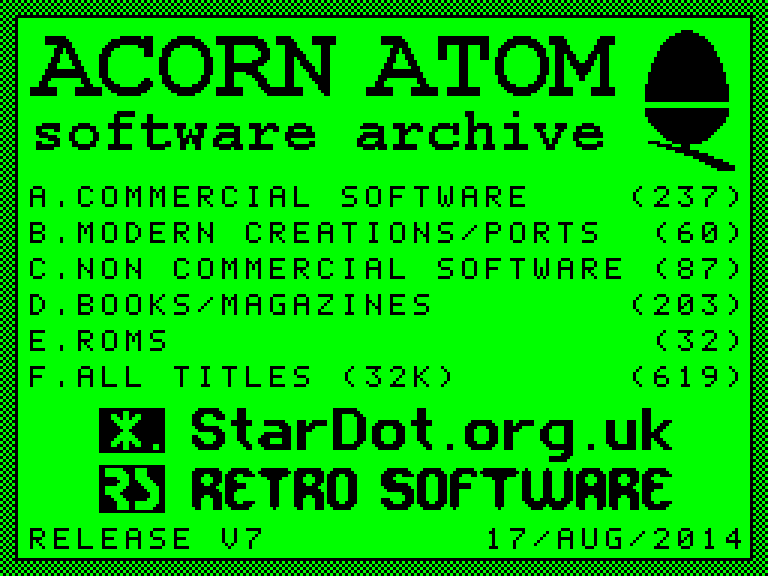 ACORN ATOM
software archive
A.COMMERCIAL SOFTWARE (237)
B.MODERN CREATIONS/PORTS (60)
C.NON COMMERCIAL SOFTWARE (87)
D.BOOKS/MAGAZINES (203)
E.ROMS (32)
F.ALL TITLES (32K) (619)
StarDot.org.uk
RETRO SOFTWARE
RELEASE V7 17/AUG/2014